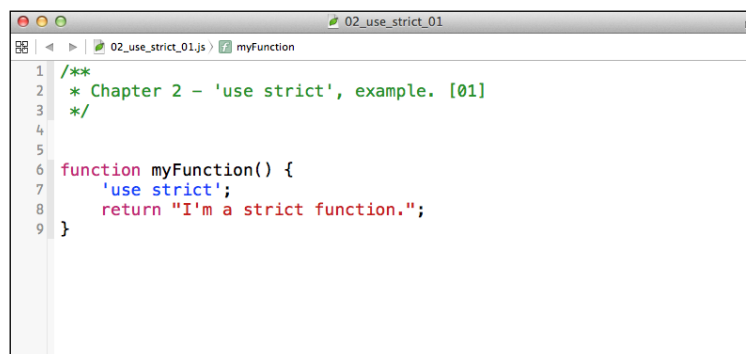 02_use_strict_01
02_use_strict_01.js 〉 f myFunction
1 /**
2  * Chapter 2 – 'use strict', example. [01]
3  */
4
5
6 function myFunction() {
7     'use strict';
8     return "I'm a strict function.";
9 }